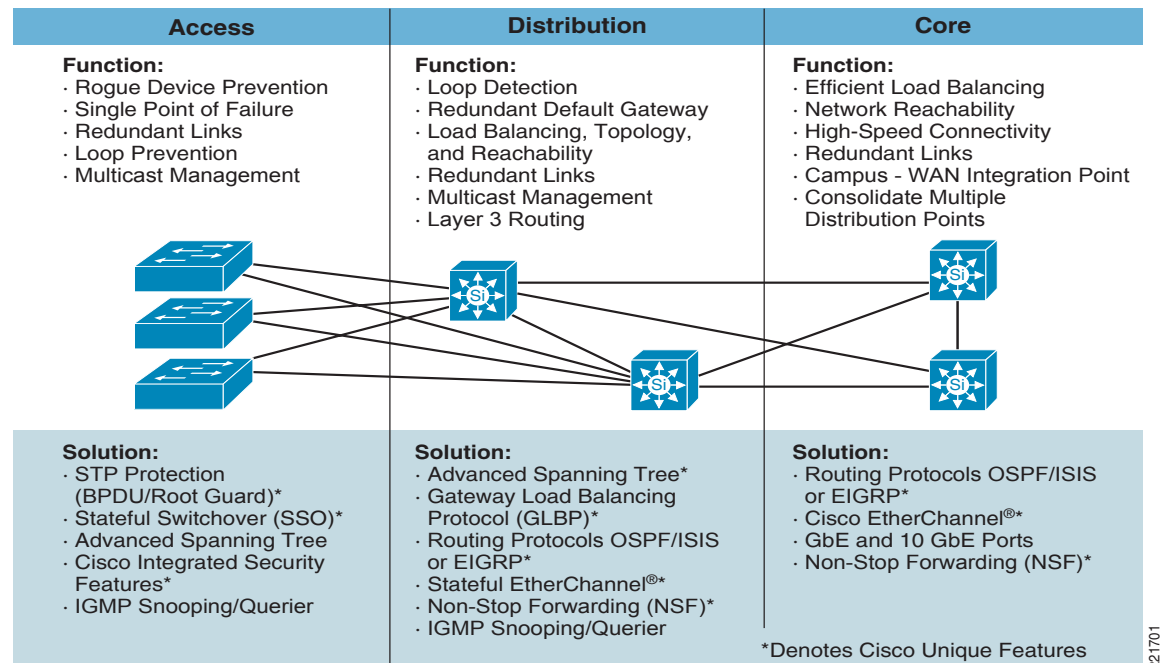 Access
Distribution
Core
Function:
· Rogue Device Prevention
· Single Point of Failure
· Redundant Links
· Loop Prevention
· Multicast Management
Function:
· Loop Detection
· Redundant Default Gateway
· Load Balancing, Topology,
and Reachability
· Redundant Links
· Multicast Management
· Layer 3 Routing
Function:
· Efficient Load Balancing
· Network Reachability
· High-Speed Connectivity
· Redundant Links
· Campus - WAN Integration Point
· Consolidate Multiple
Distribution Points
Si
Si
Si
Si
Solution:
· STP Protection
(BPDU/Root Guard)*
· Stateful Switchover (SSO)*
· Advanced Spanning Tree
· Cisco Integrated Security
Features*
· IGMP Snooping/Querier
Solution:
· Advanced Spanning Tree*
· Gateway Load Balancing
Protocol (GLBP)*
· Routing Protocols OSPF/ISIS
or EIGRP*
· Stateful EtherChannel®*
· Non-Stop Forwarding (NSF)*
· IGMP Snooping/Querier
Solution:
· Routing Protocols OSPF/ISIS
or EIGRP*
· Cisco EtherChannel®*
· GbE and 10 GbE Ports
· Non-Stop Forwarding (NSF)*
*Denotes Cisco Unique Features
21701